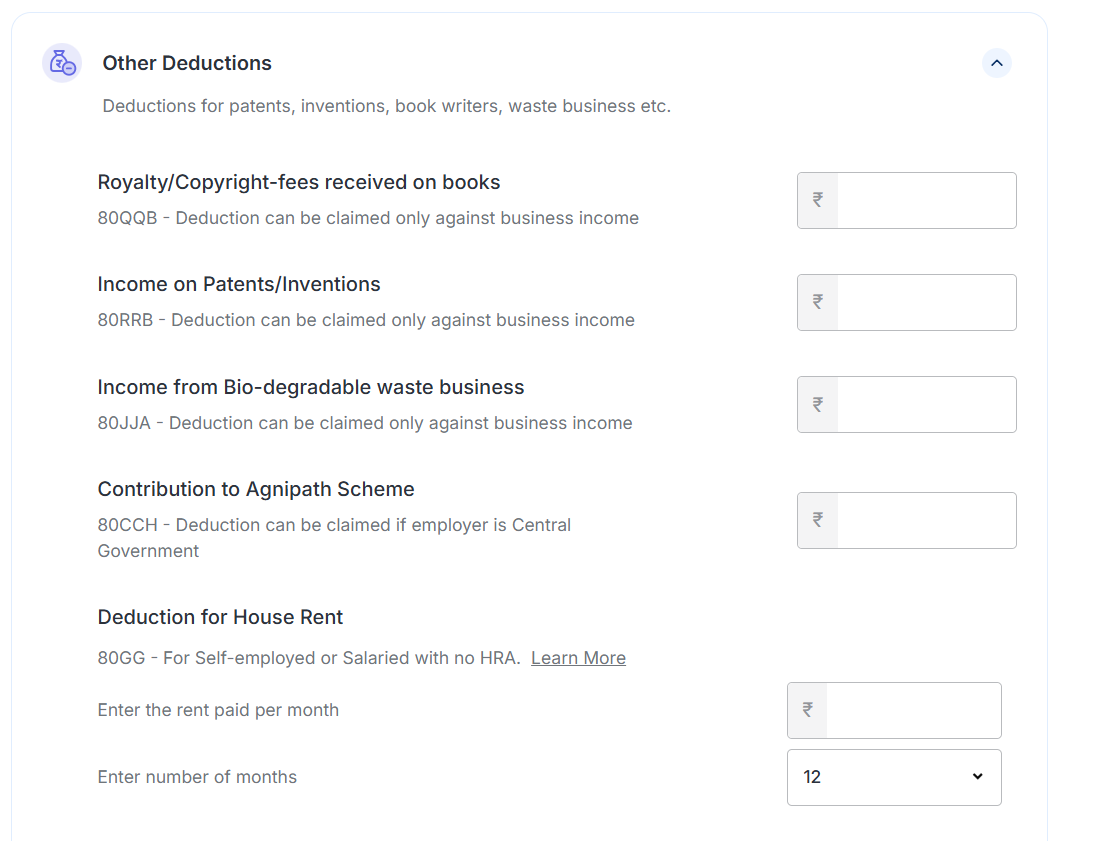 Other Deductions
Deductions for patents, inventions, book writers, waste business etc.
Royalty/Copyright-fees received on books
80QQB - Deduction can be claimed only against business income
₹
Income on Patents/Inventions
80RRB - Deduction can be claimed only against business income
₹
Income from Bio-degradable waste business
80JJA - Deduction can be claimed only against business income
₹
Contribution to Agnipath Scheme
80CCH - Deduction can be claimed if employer is Central
Government
₹
Deduction for House Rent
80GG - For Self-employed or Salaried with no HRA. Learn More
Enter the rent paid per month
₹
Enter number of months
12